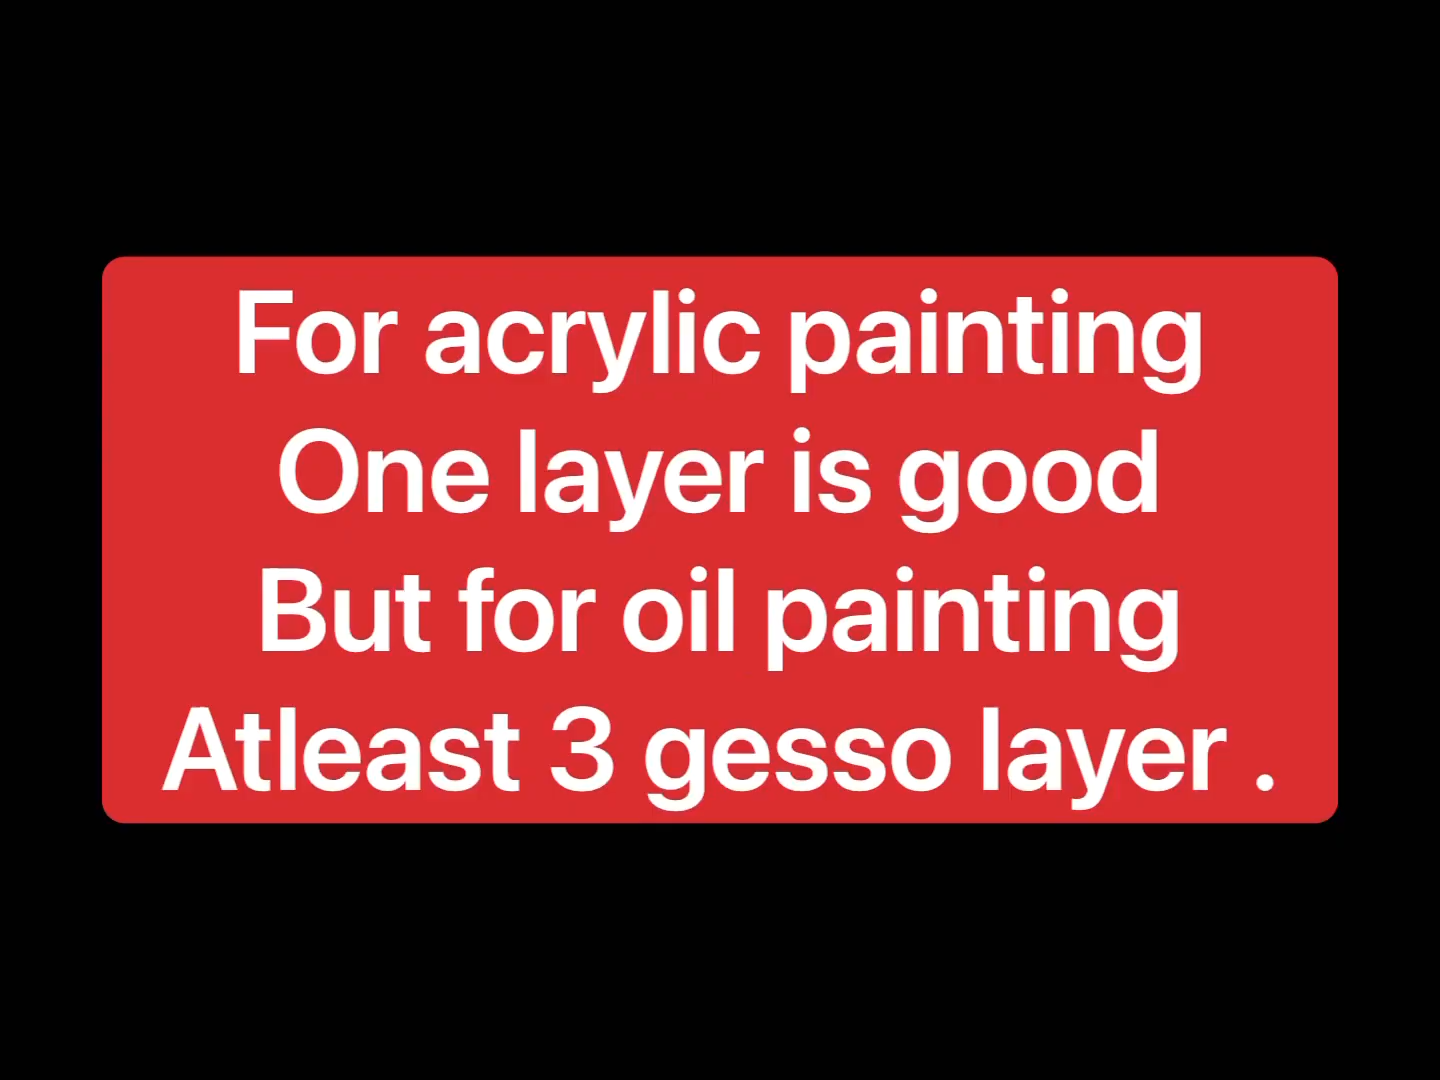 For acrylic painting
One layer is good
But for oil painting
Atleast 3 gesso layer .